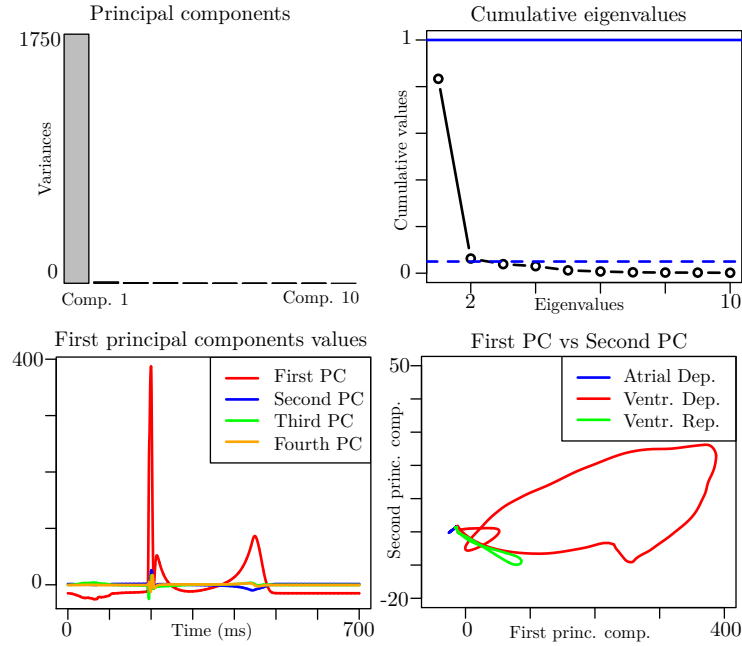 Principal components
1750
Variances
0
Comp. 1
Comp. 10
Cumulative eigenvalues
1
Cumulative values
0
2
10
Eigenvalues
First principal components values
400
First PC
Second PC
Third PC
Fourth PC
0
0
Time (ms)
700
First PC vs Second PC
50
Atrial Dep.
Ventr. Dep.
Ventr. Rep.
Second princ. comp.
-20
0
First princ. comp.
400